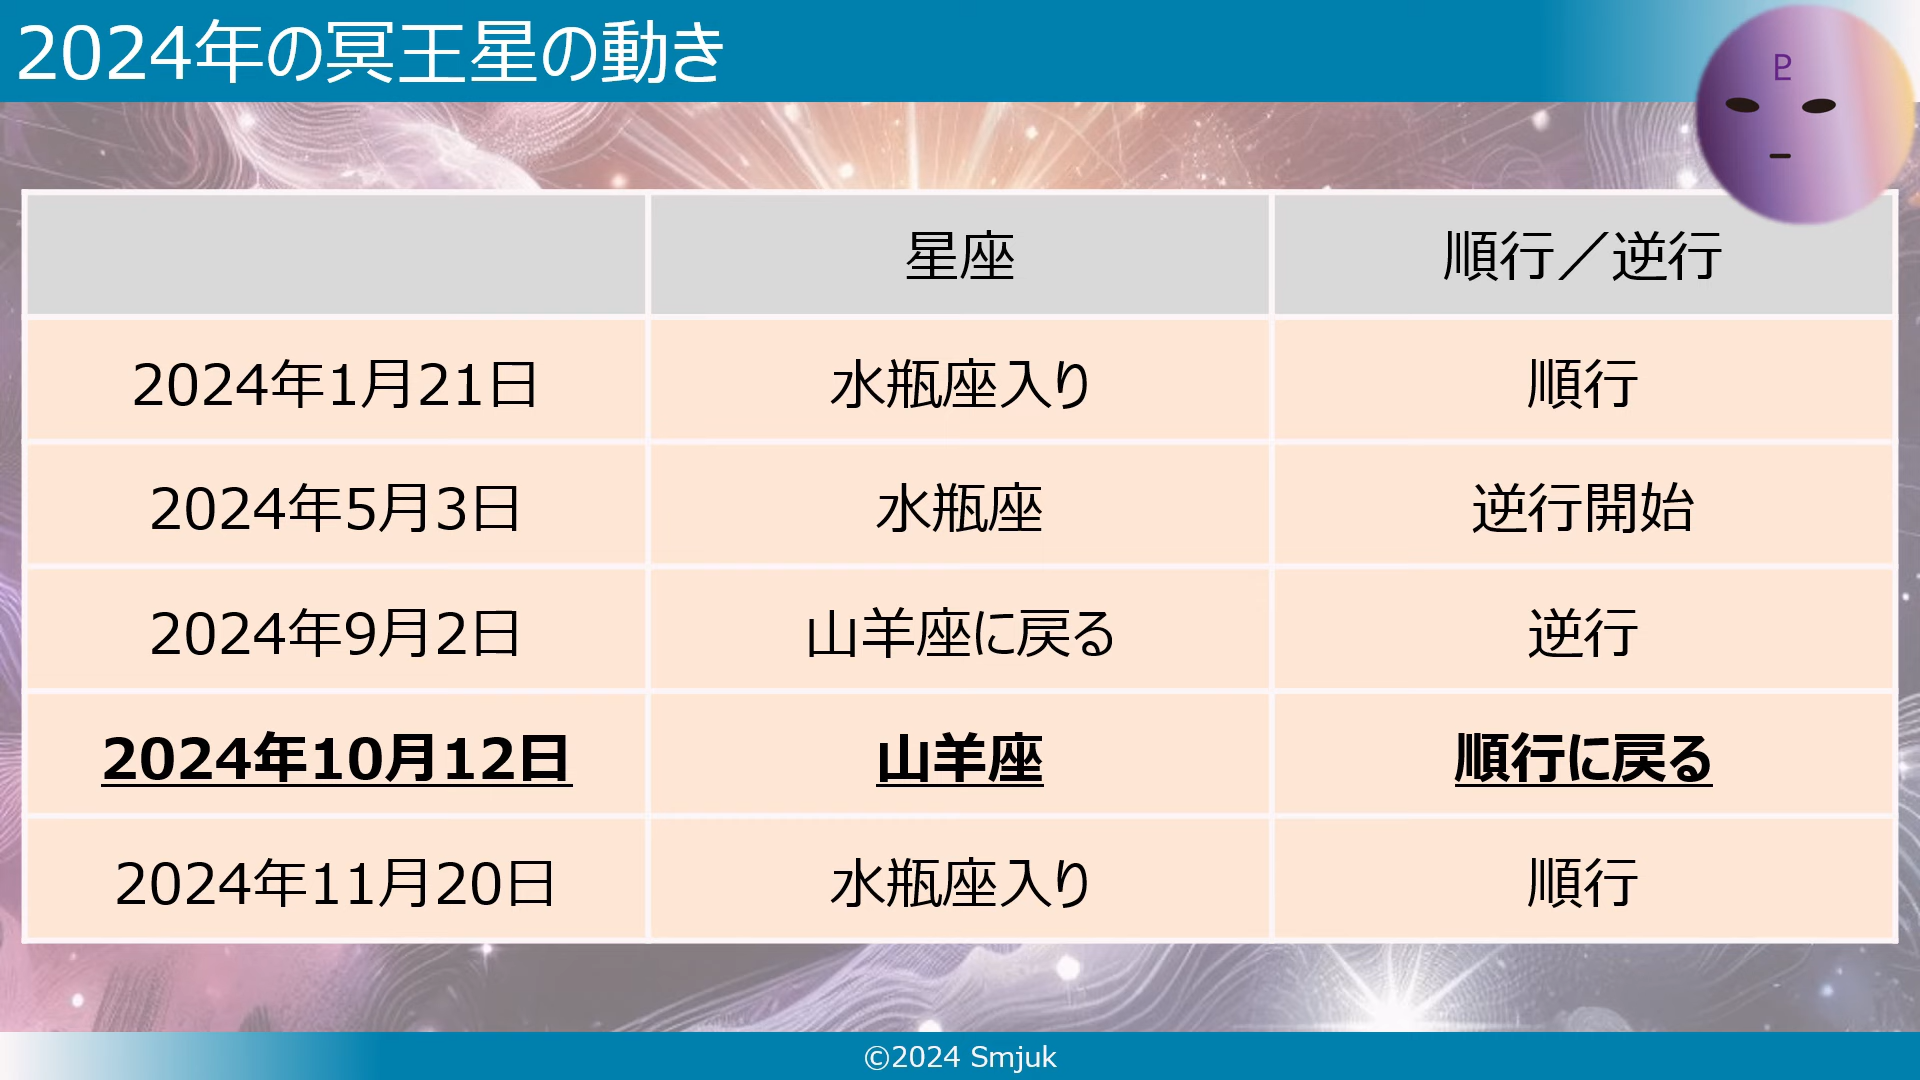 2024年の冥王星の動き
P
星座 順行／逆行
2024年1月21日 水瓶座入り 順行
2024年5月3日 水瓶座 逆行開始
2024年9月2日 山羊座に戻る 逆行
2024年10月12日 山羊座 順行に戻る
2024年11月20日 水瓶座入り 順行
©2024 Smjuk